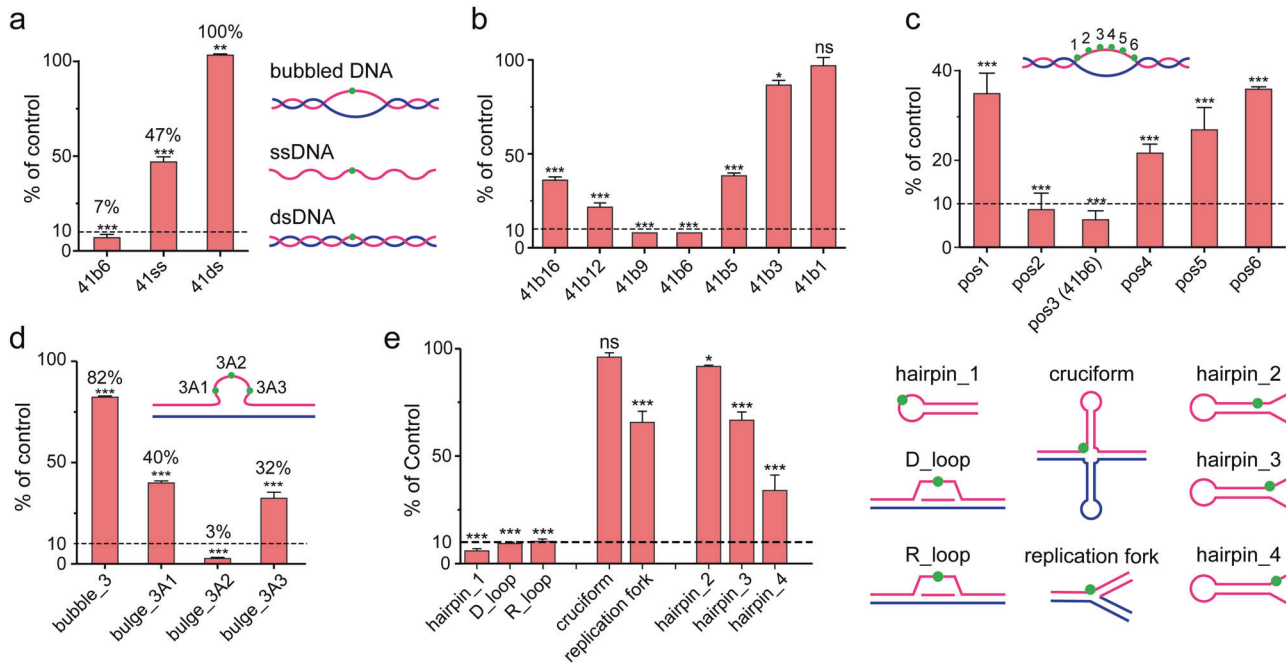 a
% of control
100
50
10
0
7%
***
47%
***
100%
**
41b6
41ss
41ds
bubbled DNA
ssDNA
dsDNA
b
% of control
100
50
10
0
***
***
***
***
***
*
ns
41b16
41b12
41b9
41b6
41b5
41b3
41b1
c
% of control
40
30
20
10
0
1 2 3 4 5 6
***
***
***
***
***
***
pos1
pos2
pos3 (41b6)
pos4
pos5
pos6
d
% of control
100
50
10
0
82%
***
40%
***
3%
***
32%
***
3A1
3A2
3A3
bubble_3
bulge_3A1
bulge_3A2
bulge_3A3
e
% of Control
100
50
10
0
***
***
***
ns
***
*
***
***
hairpin_1
D_loop
R_loop
cruciform
replication fork
hairpin_2
hairpin_3
hairpin_4
hairpin_1
cruciform
hairpin_2
D_loop
hairpin_3
R_loop
replication fork
hairpin_4